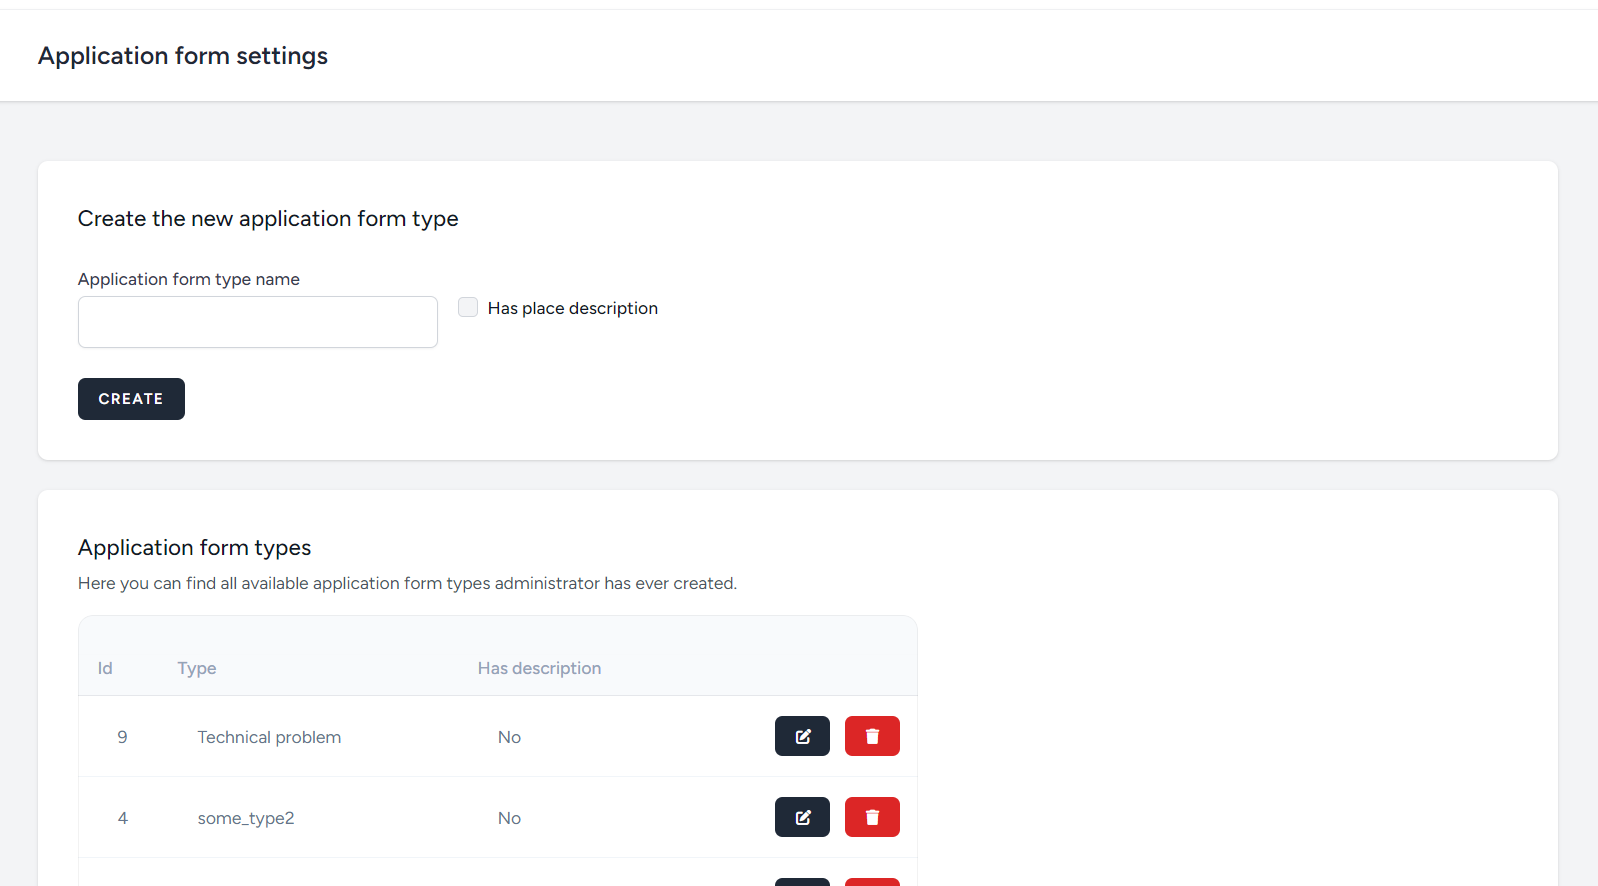 Application form settings
Create the new application form type
Application form type name
Has place description
CREATE
Application form types
Here you can find all available application form types administrator has ever created.
Id Type Has description
9 Technical problem No
4 some_type2 No